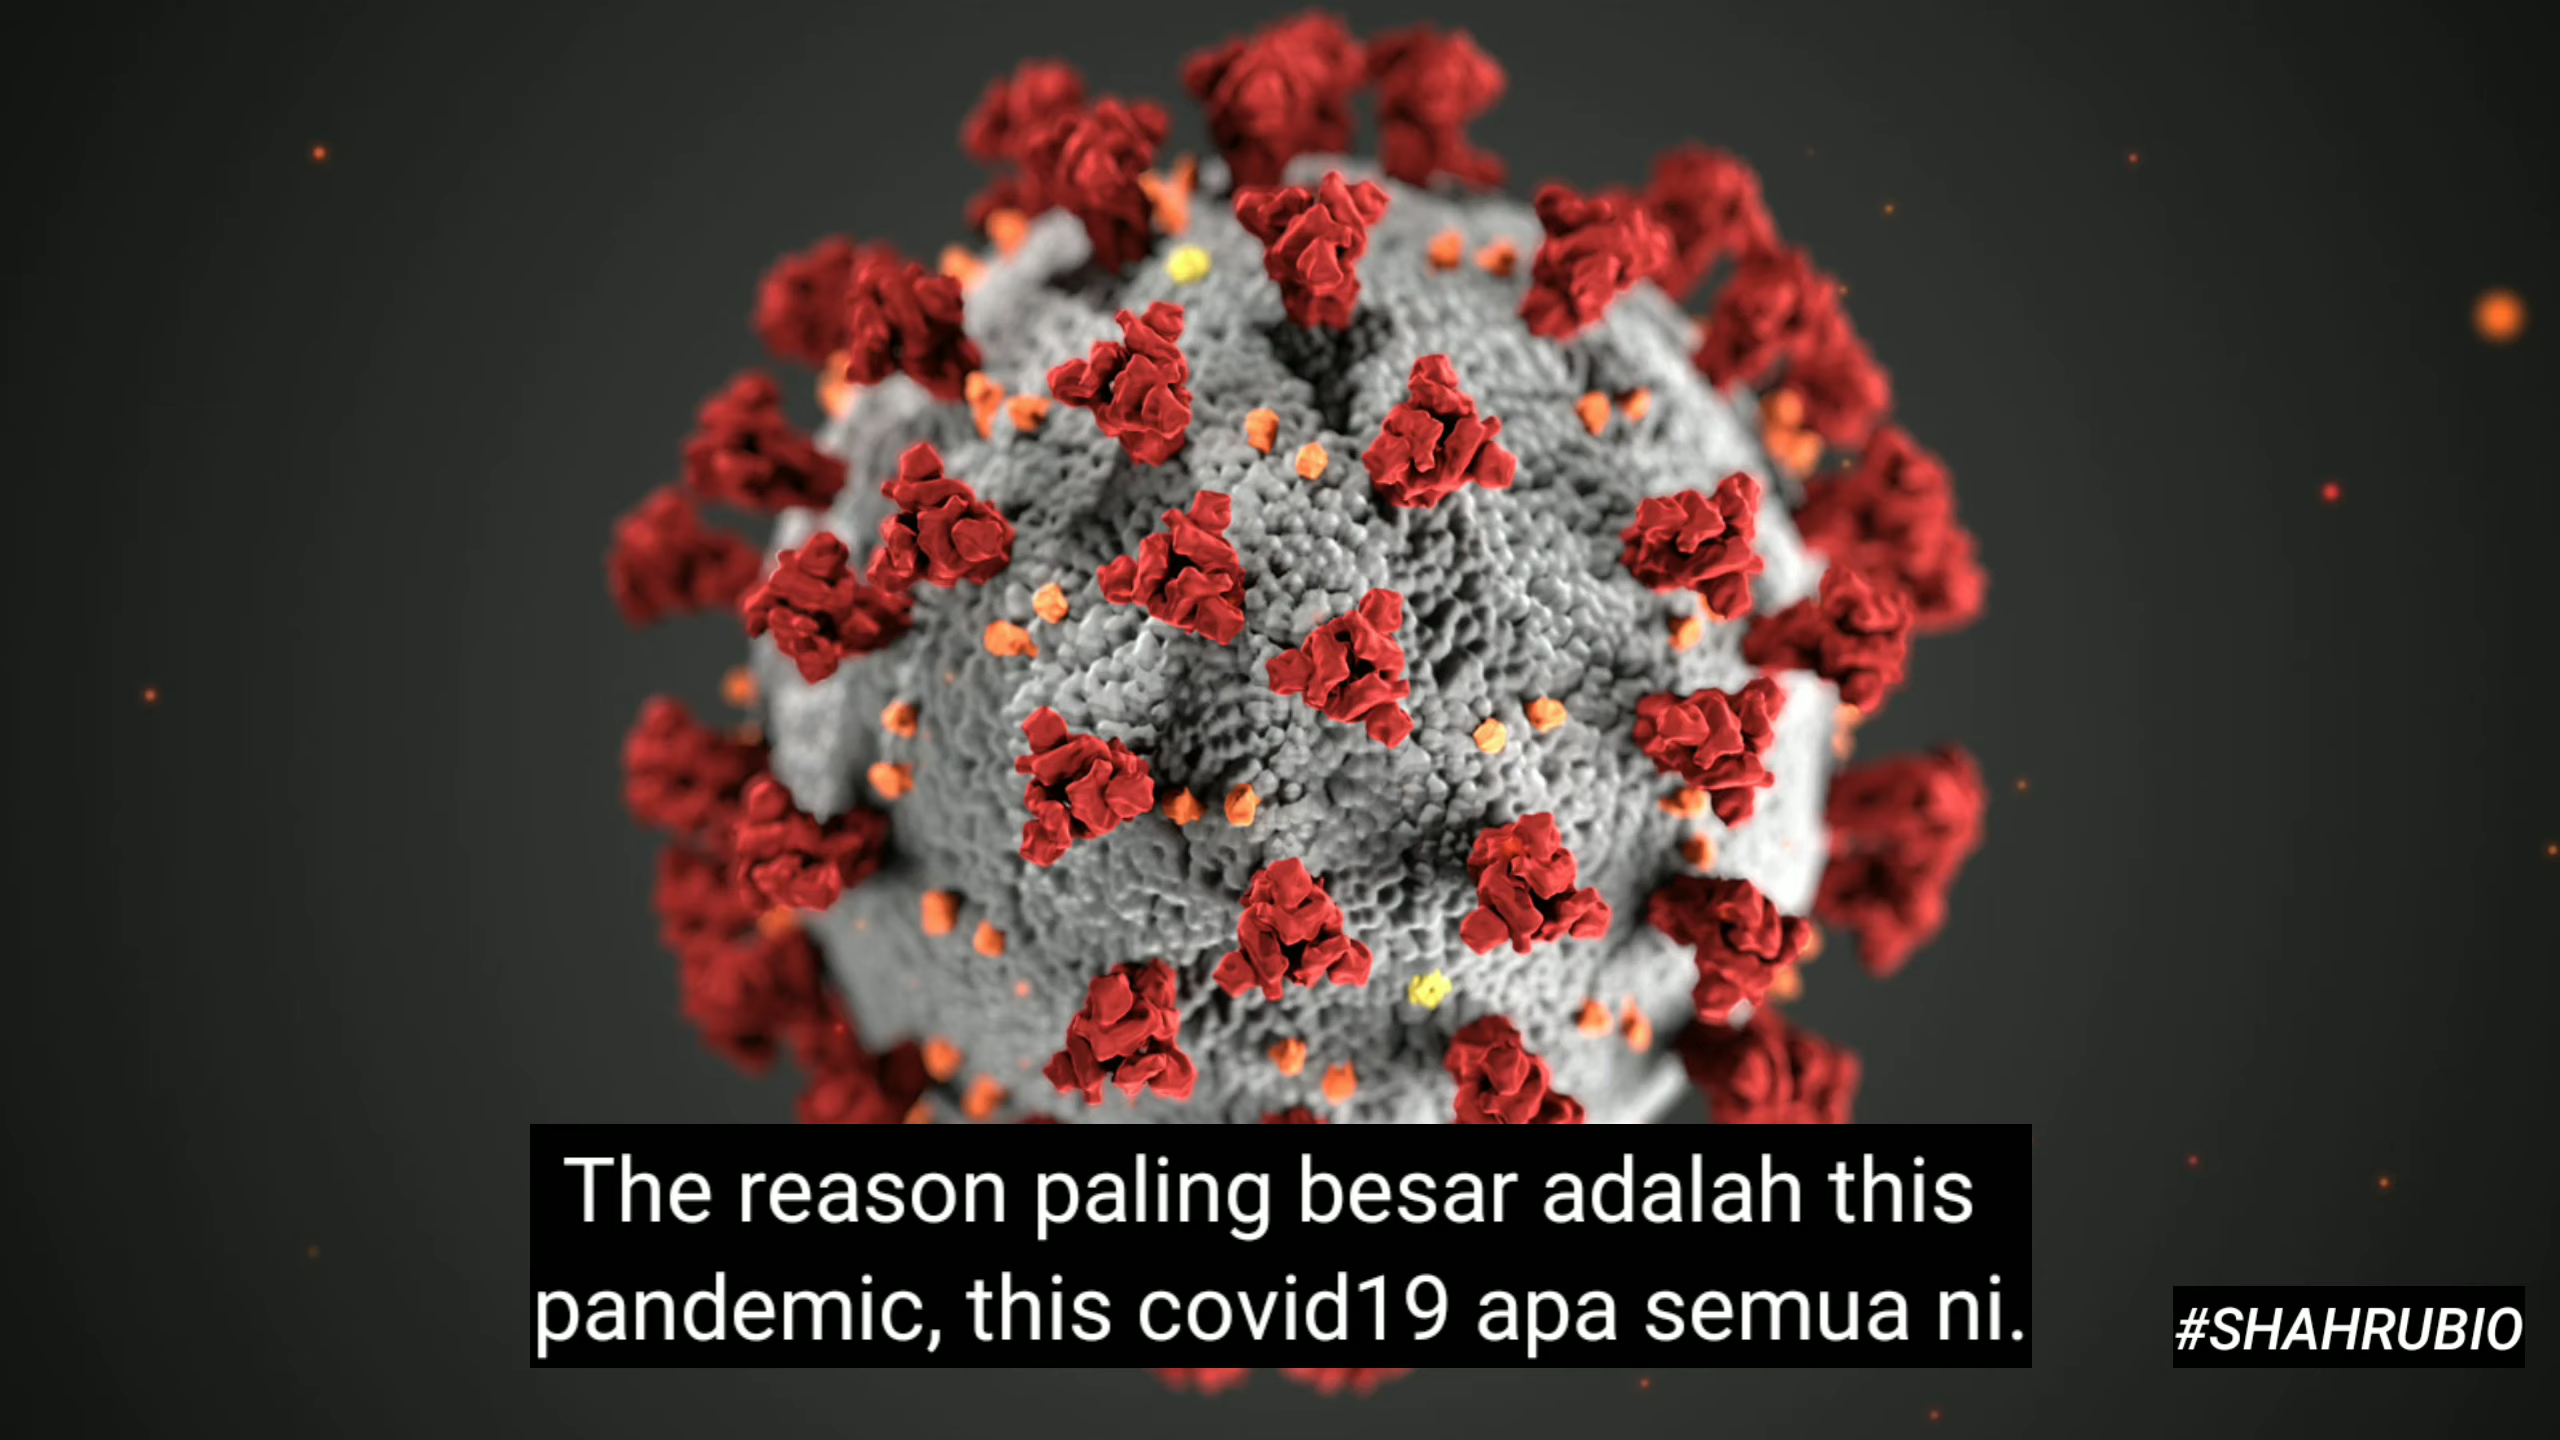 The reason paling besar adalah this
pandemic, this covid19 apa semua ni.
#SHAHRUBIO